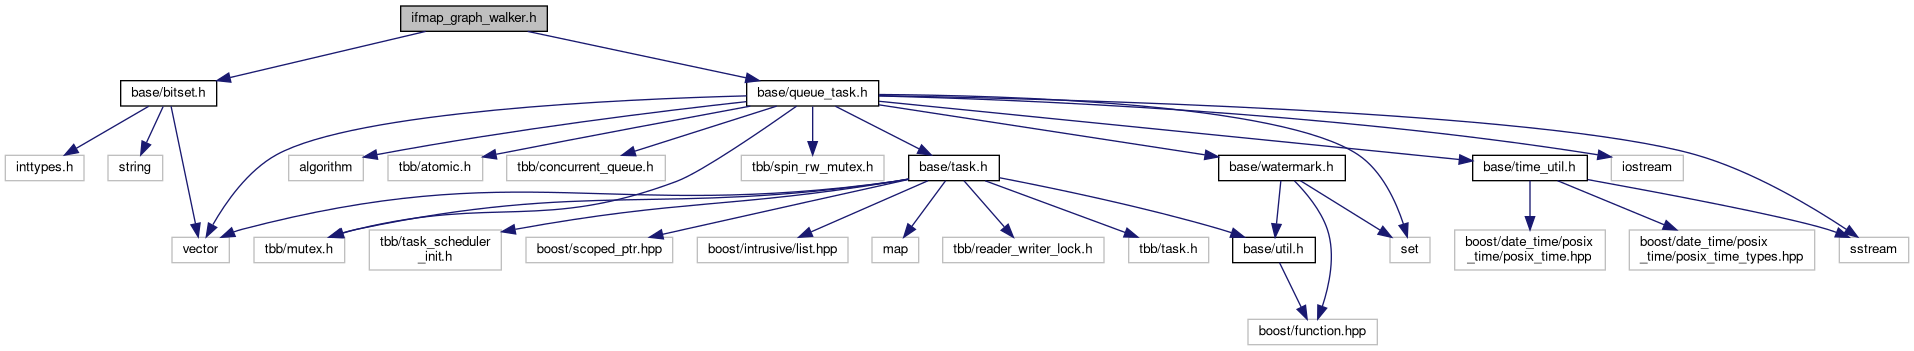 ifmap_graph_walker.h
base/bitset.h
base/queue_task.h
inttypes.h
string
algorithm
tbb/atomic.h
tbb/concurrent_queue.h
tbb/spin_rw_mutex.h
base/task.h
base/watermark.h
base/time_util.h
iostream
vector
tbb/mutex.h
tbb/task_scheduler
_init.h
boost/scoped_ptr.hpp
boost/intrusive/list.hpp
map
tbb/reader_writer_lock.h
tbb/task.h
base/util.h
set
boost/date_time/posix
_time/posix_time.hpp
boost/date_time/posix
_time/posix_time_types.hpp
sstream
boost/function.hpp